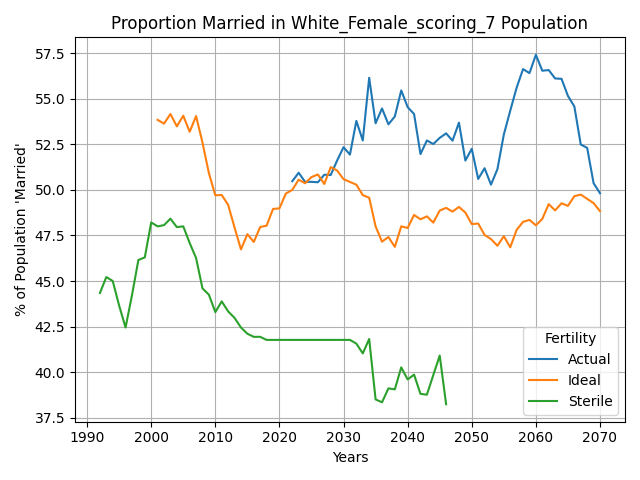 Proportion Married in White_Female_scoring_7 Population
% of Population 'Married'
57.5
55.0
52.5
50.0
47.5
45.0
42.5
40.0
37.5
Fertility
Actual
Ideal
Sterile
1990 2000 2010 2020 2030 2040 2050 2060 2070
Years